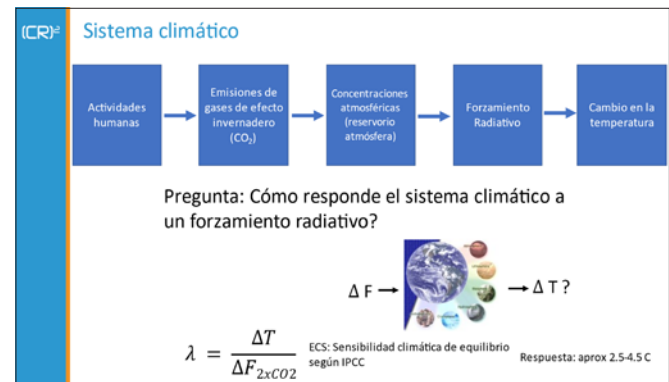 (CR)²
Sistema climático
Actividades
humanas
Emisiones de
gases de efecto
invernadero
(CO₂)
Concentraciones
atmosféricas
(reservorio
atmósfera)
Forzamiento
Radiativo
Cambio en la
temperatura
Pregunta: Cómo responde el sistema climático a
un forzamiento radiativo?
Δ F
Δ T ?
λ = ΔT / ΔF₂ₓCO₂
ECS: Sensibilidad climática de equilibrio
según IPCC
Respuesta: aprox 2.5-4.5 C